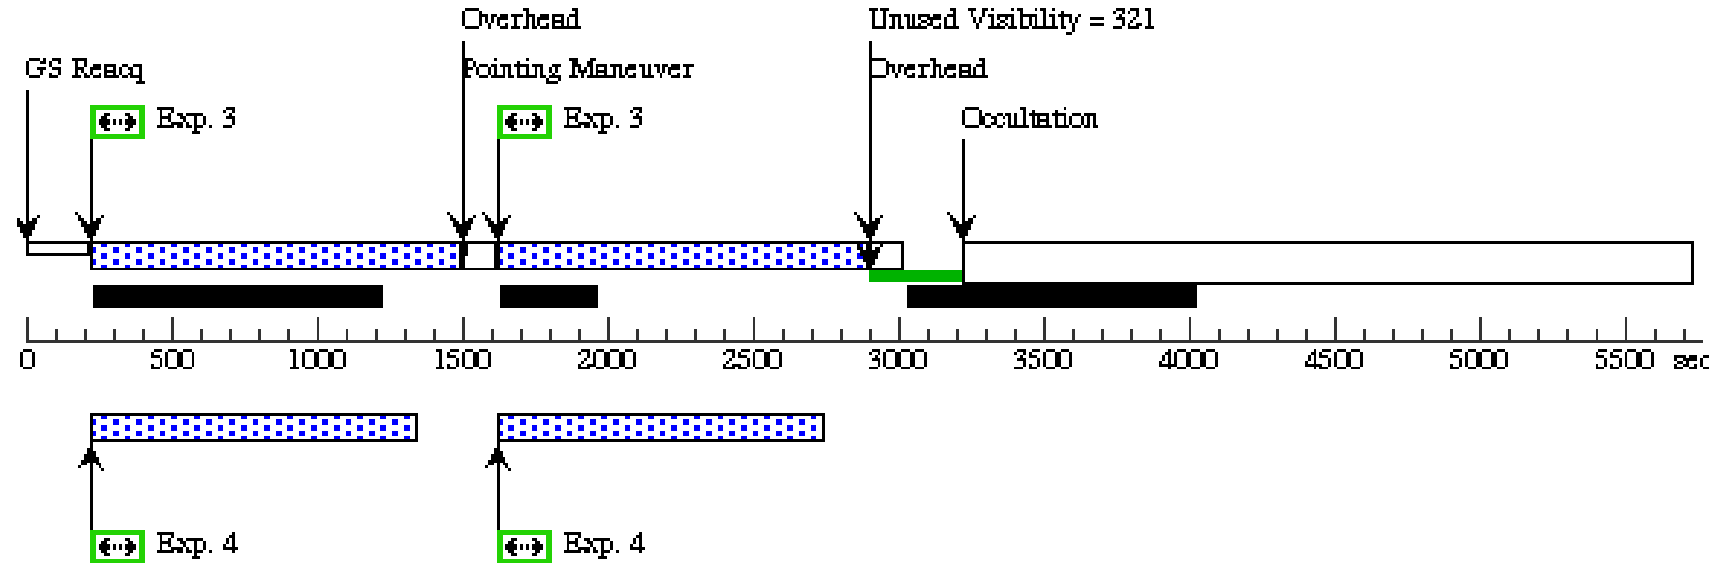 Overhead
Unused Visibility = 321
GS Reacq
Pointing Maneuver
Overhead
Exp. 3
Exp. 3
Occultation
0 500 1000 1500 2000 2500 3000 3500 4000 4500 5000 5500 sec
Exp. 4
Exp. 4